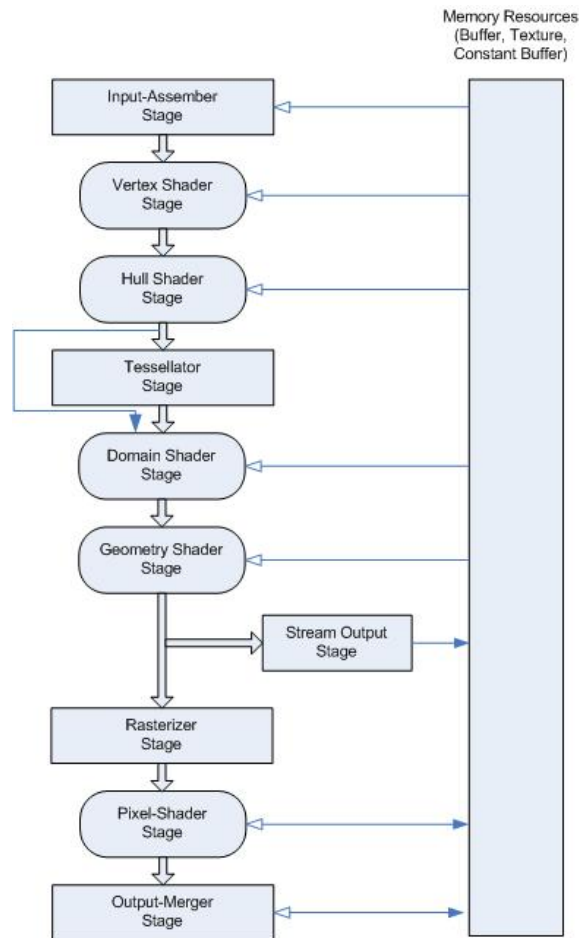 Memory Resources
(Buffer, Texture,
Constant Buffer)
Input-Assember
Stage
Vertex Shader
Stage
Hull Shader
Stage
Tessellator
Stage
Domain Shader
Stage
Geometry Shader
Stage
Stream Output
Stage
Rasterizer
Stage
Pixel-Shader
Stage
Output-Merger
Stage